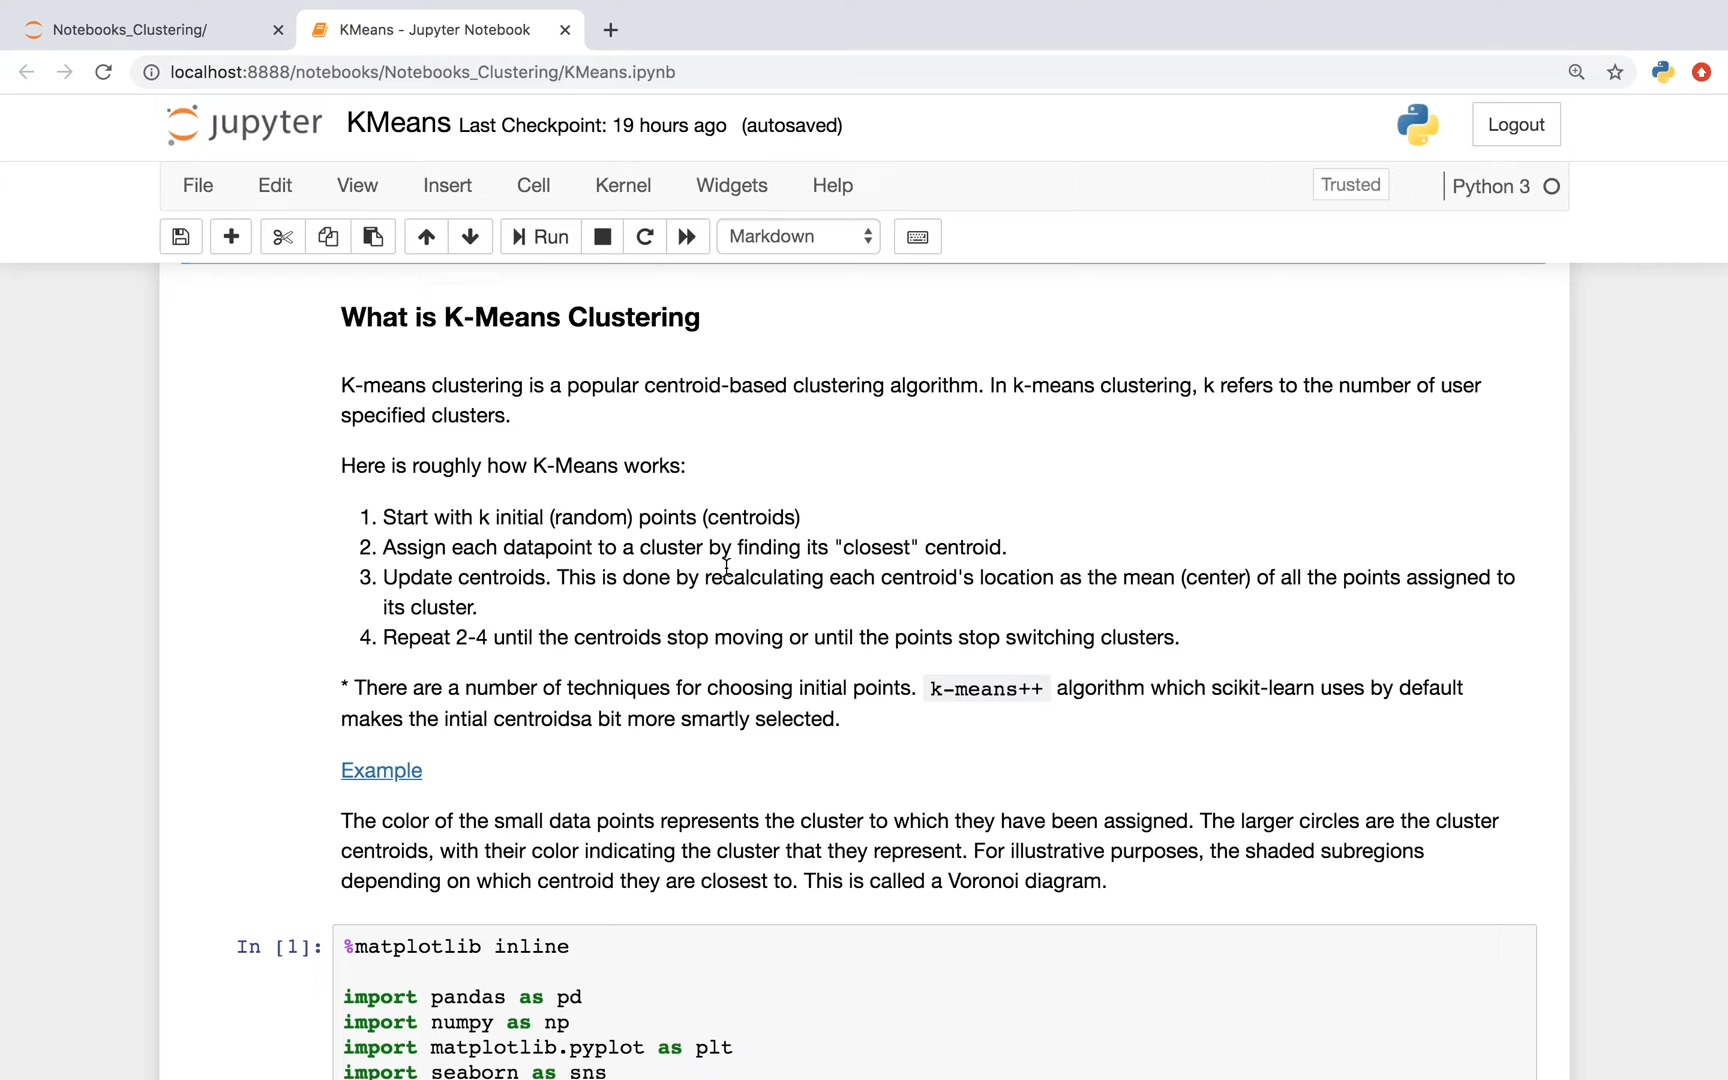 Notebooks_Clustering/
KMeans - Jupyter Notebook
localhost:8888/notebooks/Notebooks_Clustering/KMeans.ipynb
jupyter KMeans Last Checkpoint: 19 hours ago (autosaved)
Logout
File Edit View Insert Cell Kernel Widgets Help
Trusted
Python 3
Run
Markdown
What is K-Means Clustering
K-means clustering is a popular centroid-based clustering algorithm. In k-means clustering, k refers to the number of user
specified clusters.
Here is roughly how K-Means works:
1. Start with k initial (random) points (centroids)
2. Assign each datapoint to a cluster by finding its "closest" centroid.
3. Update centroids. This is done by recalculating each centroid's location as the mean (center) of all the points assigned to
its cluster.
4. Repeat 2-4 until the centroids stop moving or until the points stop switching clusters.
* There are a number of techniques for choosing initial points. k-means++ algorithm which scikit-learn uses by default
makes the intial centroidsa bit more smartly selected.
Example
The color of the small data points represents the cluster to which they have been assigned. The larger circles are the cluster
centroids, with their color indicating the cluster that they represent. For illustrative purposes, the shaded subregions
depending on which centroid they are closest to. This is called a Voronoi diagram.
In [1]:
%matplotlib inline
import pandas as pd
import numpy as np
import matplotlib.pyplot as plt
import seaborn as sns